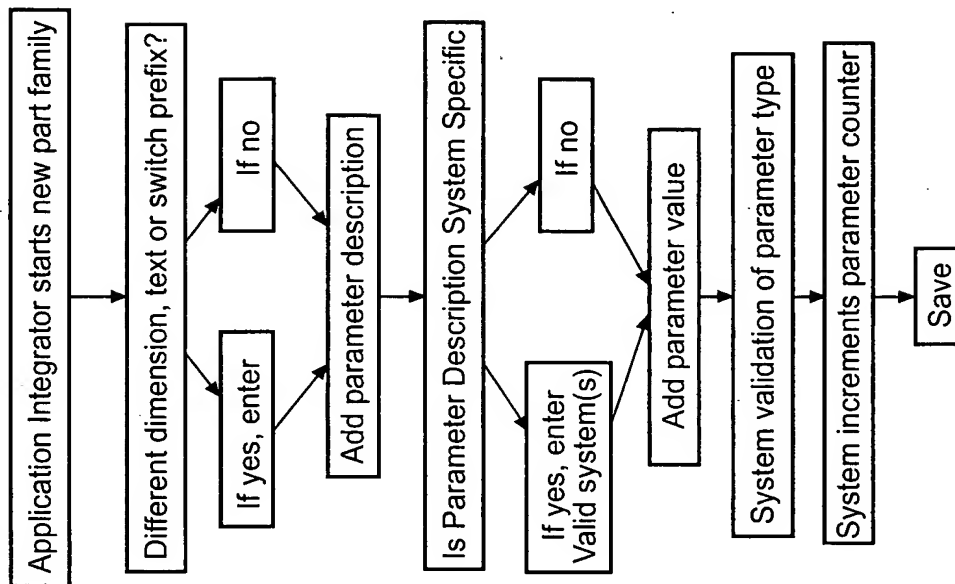 Application Integrator starts new part family
Different dimension, text or switch prefix?
If yes, enter
If no
Add parameter description
Is Parameter Description System Specific
If yes, enter
Valid system(s)
If no
Add parameter value
System validation of parameter type
System increments parameter counter
Save